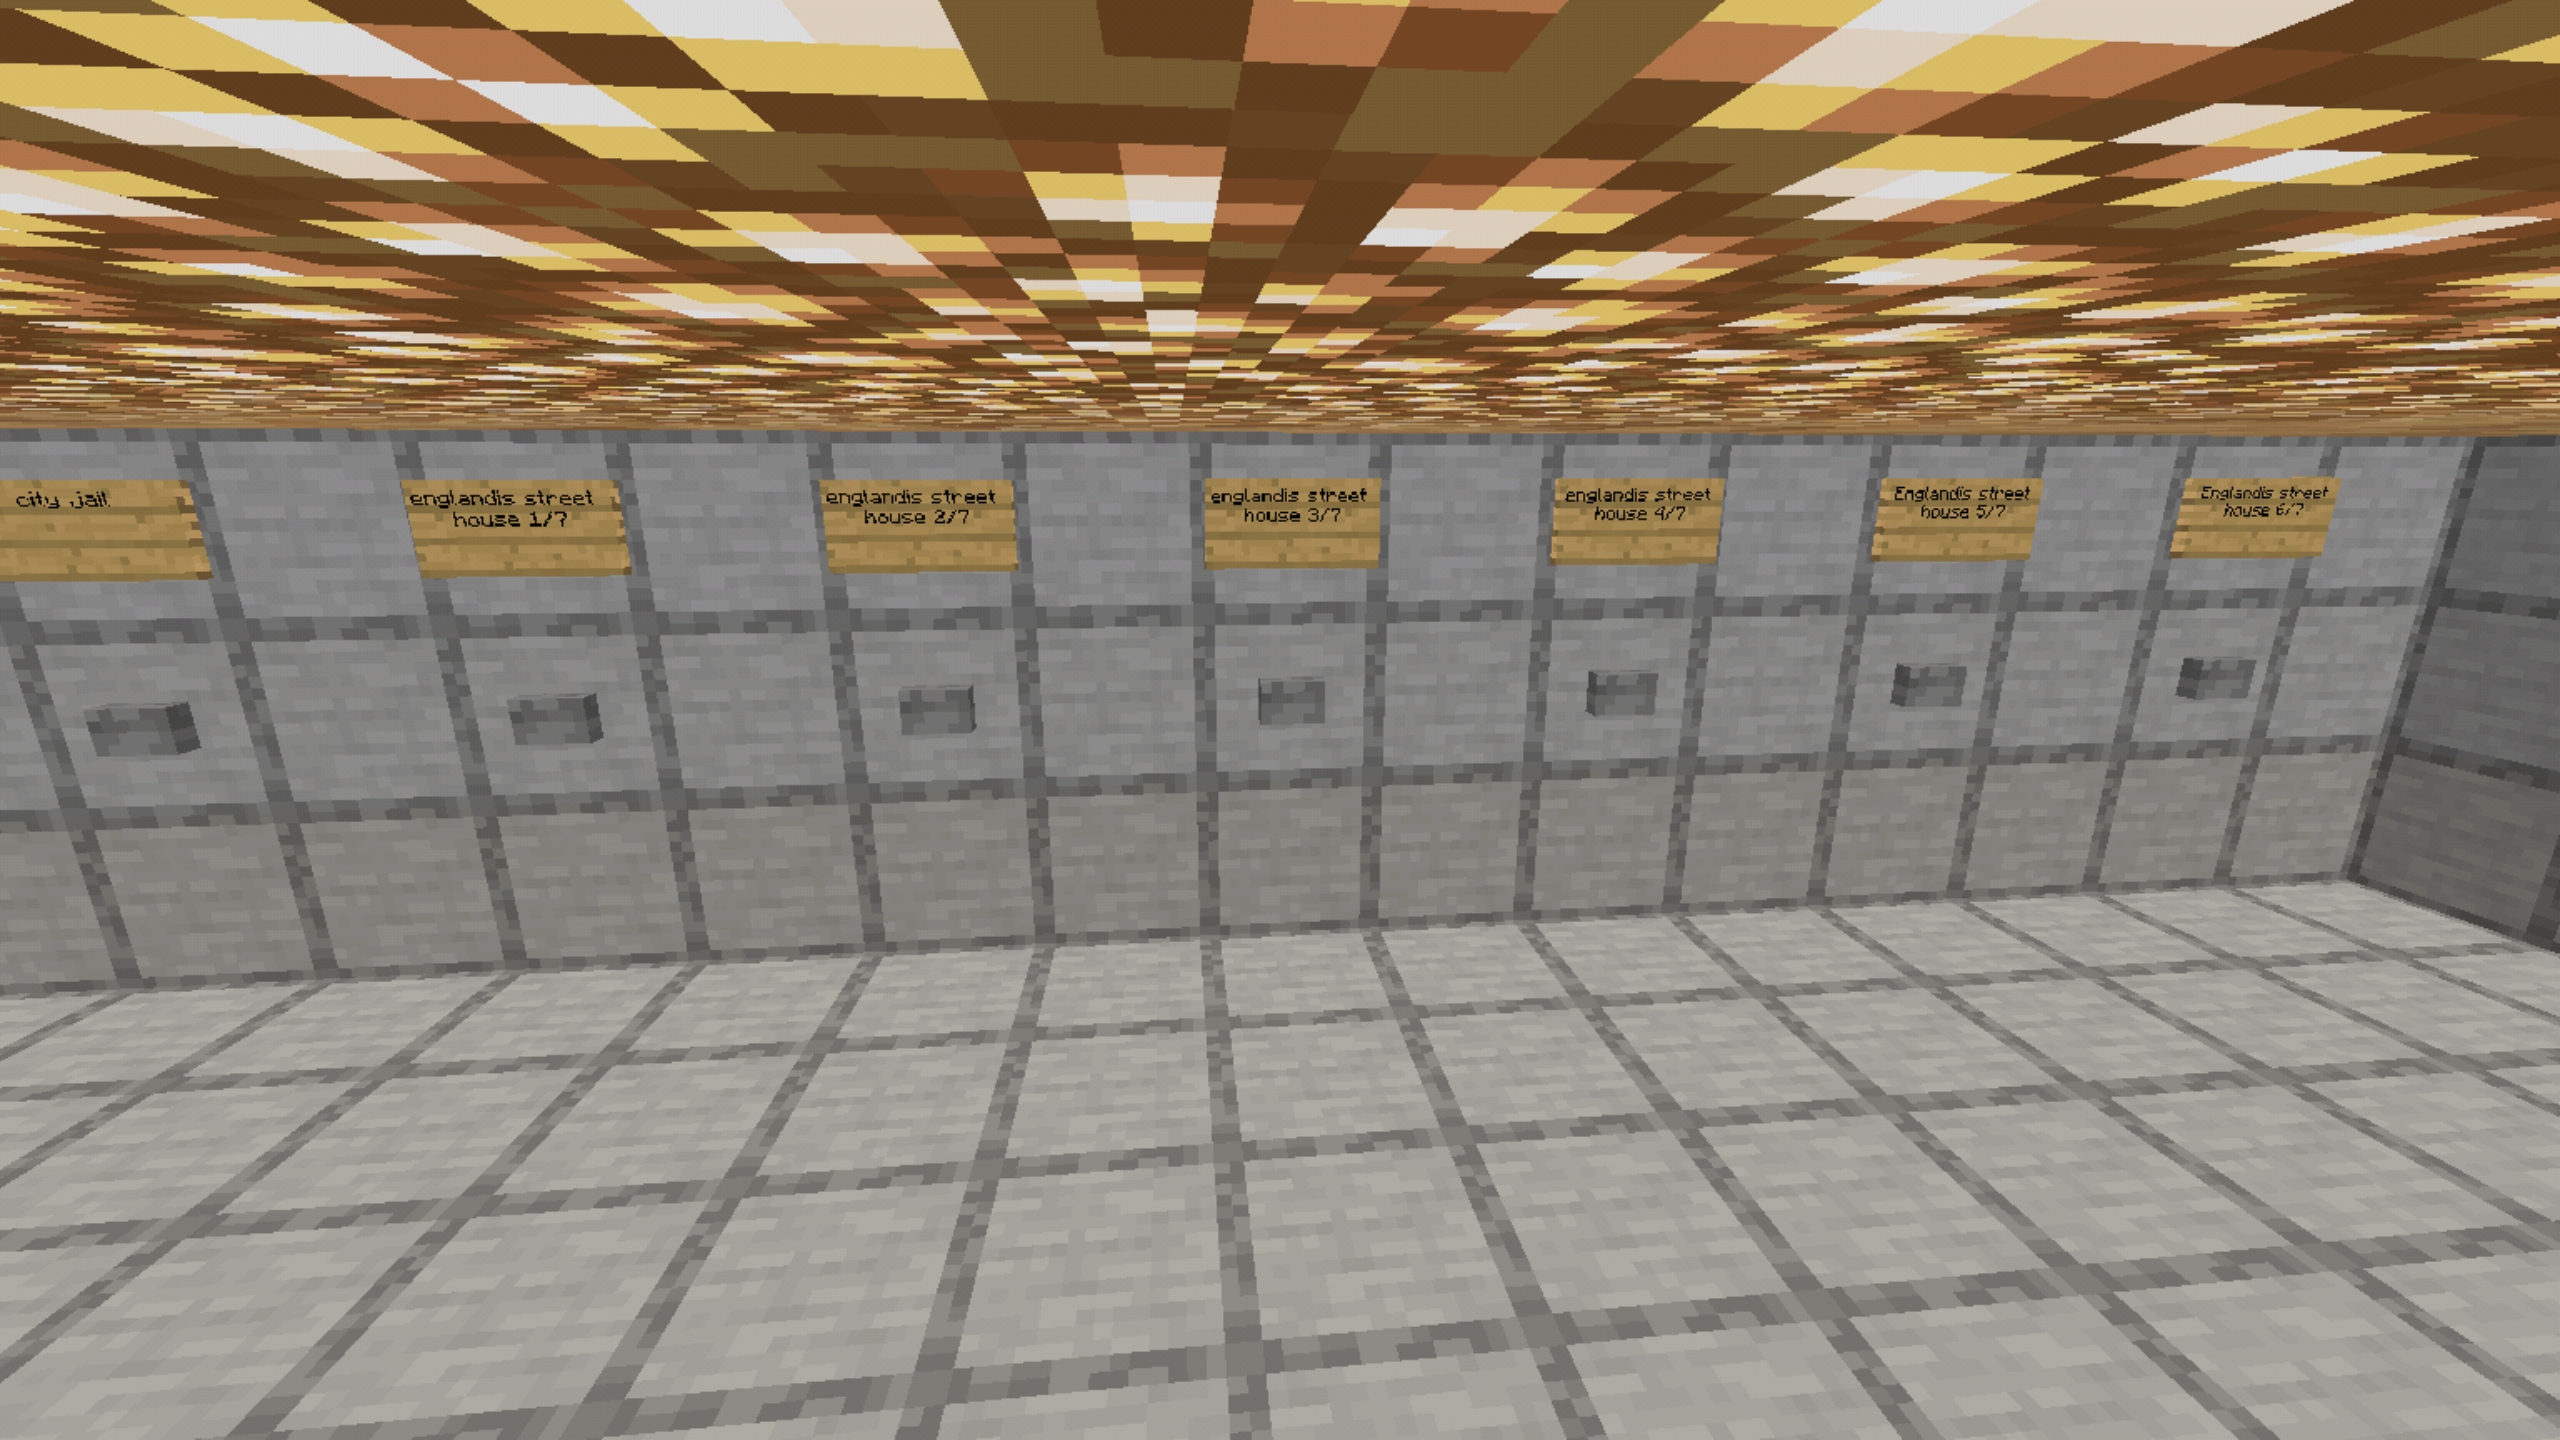 city jail
englandis street
house 1/7
englandis street
house 2/7
englandis street
house 3/7
englandis street
house 4/7
Englandis street
house 5/7
Englandis street
house 6/7